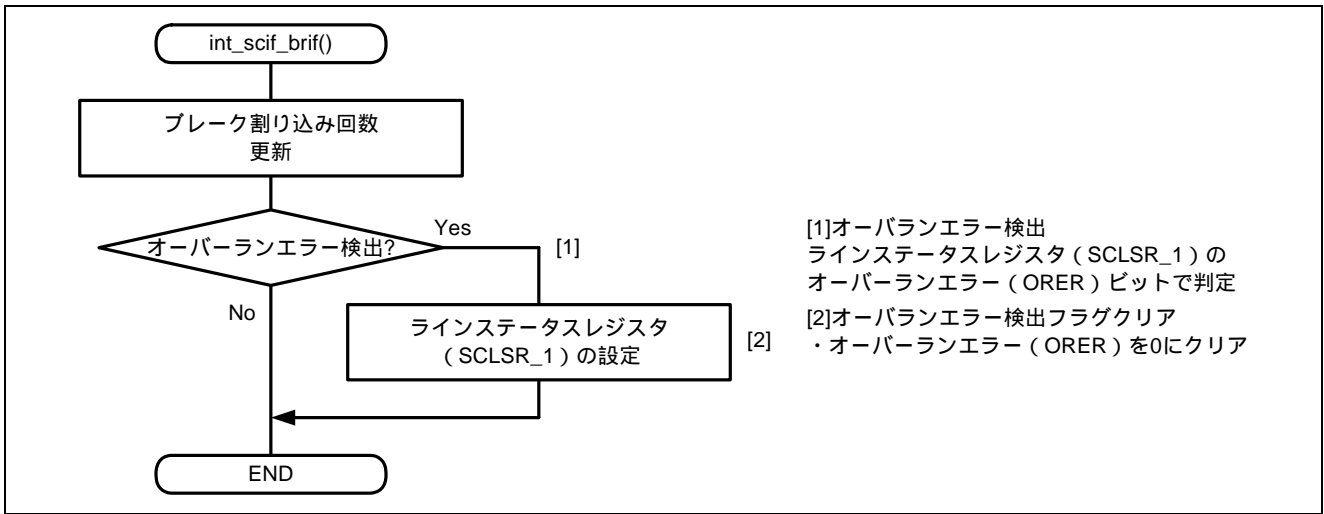 int_scif_brif()
ブレーク割り込み回数
更新
オーバーランエラー検出?
Yes
[1]
No
ラインステータスレジスタ
（SCLSR_1）の設定
[2]
END
[1]オーバランエラー検出
ラインステータスレジスタ（SCLSR_1）の
オーバーランエラー（ORER）ビットで判定
[2]オーバランエラー検出フラグクリア
・オーバーランエラー（ORER）を0にクリア